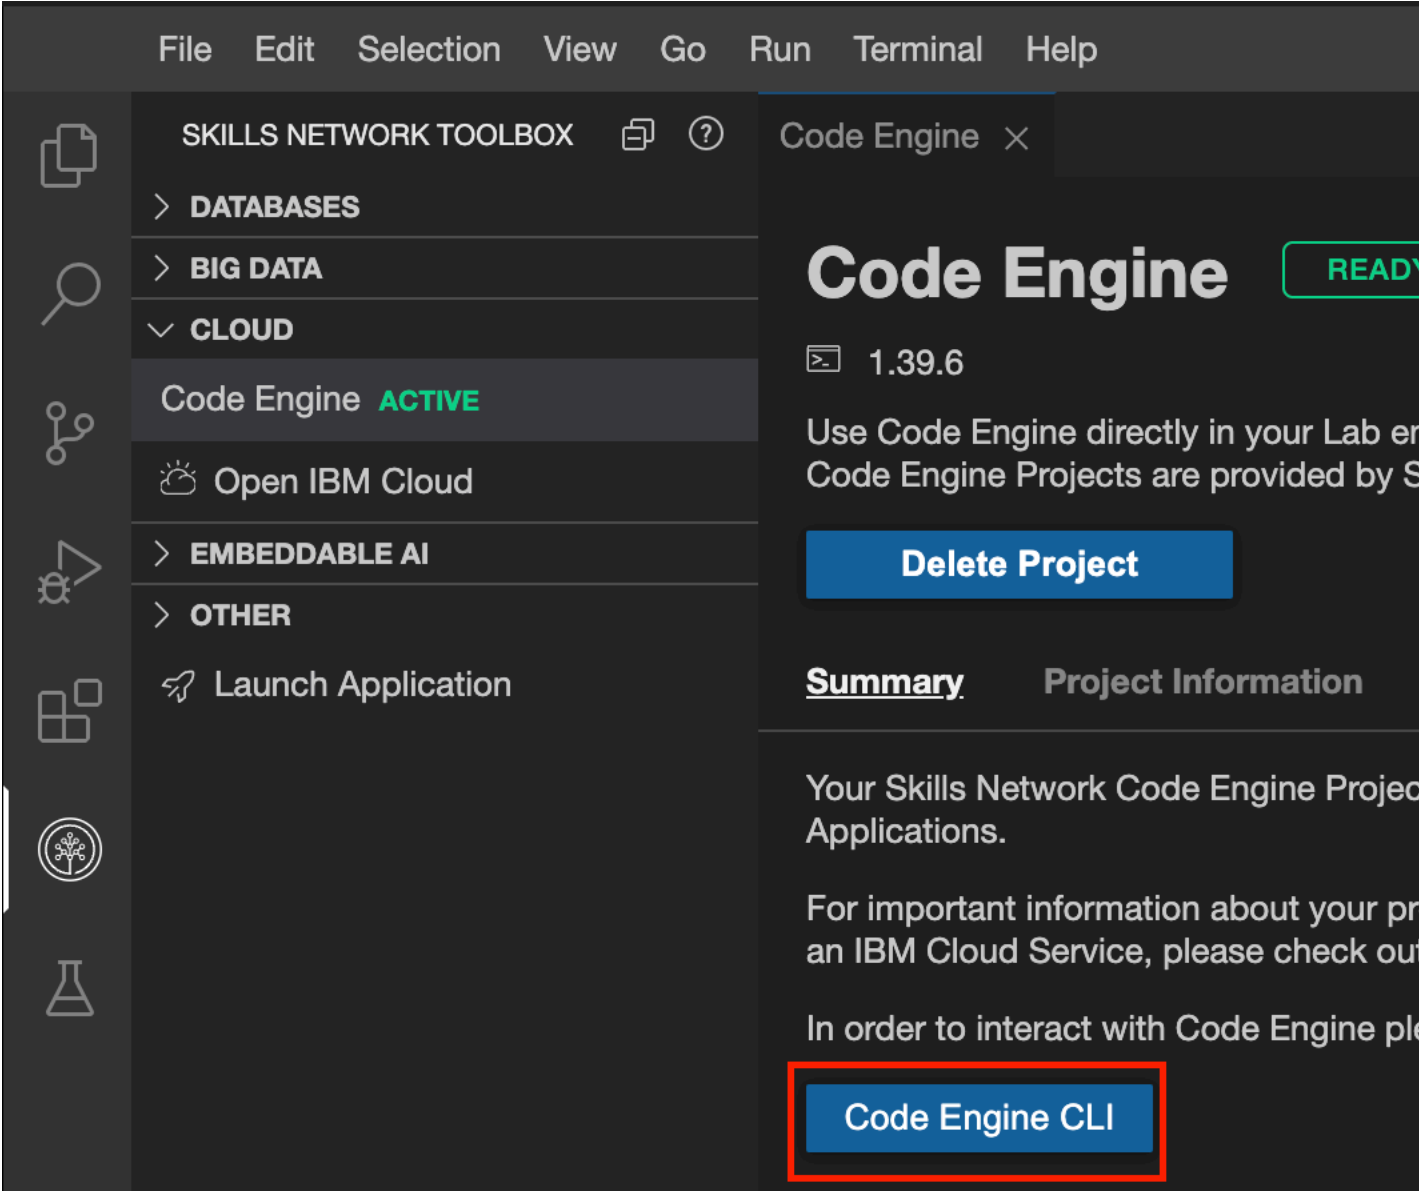 File Edit Selection View Go Run Terminal Help
SKILLS NETWORK TOOLBOX
DATABASES
BIG DATA
CLOUD
Code Engine ACTIVE
Open IBM Cloud
EMBEDDABLE AI
OTHER
Launch Application
Code Engine
Code Engine READY
1.39.6
Use Code Engine directly in your Lab
Code Engine Projects are provided by
Delete Project
Summary Project Information
Your Skills Network Code Engine Projec
Applications.
For important information about your
an IBM Cloud Service, please check out
In order to interact with Code Engine
Code Engine CLI